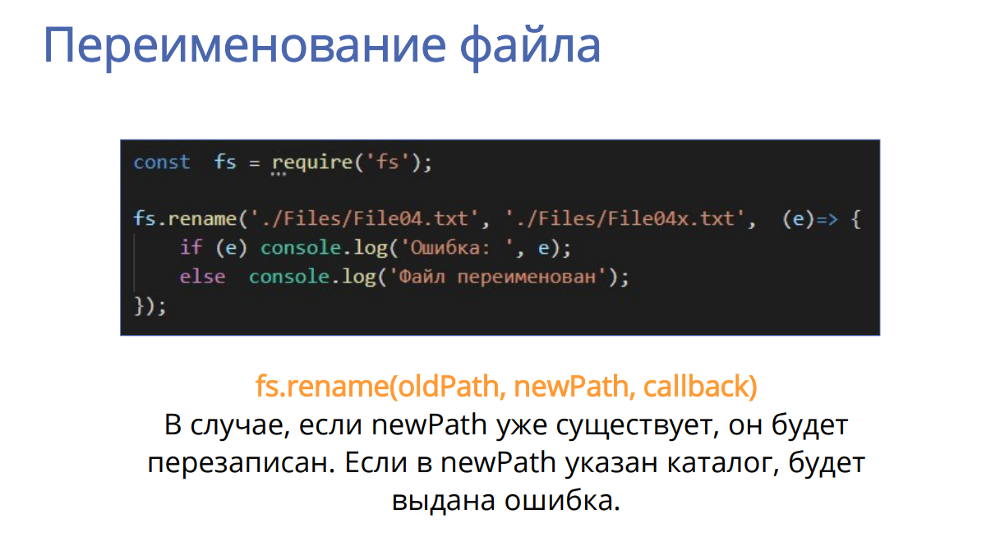 Переименование файла
const  fs = require('fs');
fs.rename('./Files/File04.txt', './Files/File04x.txt',  (e)=> {
    if (e) console.log('Ошибка: ', e);
    else  console.log('Файл переименован');
});
fs.rename(oldPath, newPath, callback)
В случае, если newPath уже существует, он будет
перезаписан. Если в newPath указан каталог, будет
выдана ошибка.